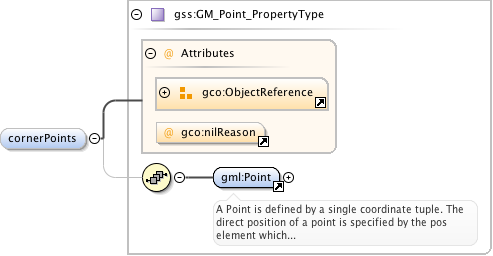 gss:GM_Point_PropertyType
@ Attributes
gco:ObjectReference
@ gco:nilReason
cornerPoints
gml:Point
A Point is defined by a single coordinate tuple. The
direct position of a point is specified by the pos
element which...